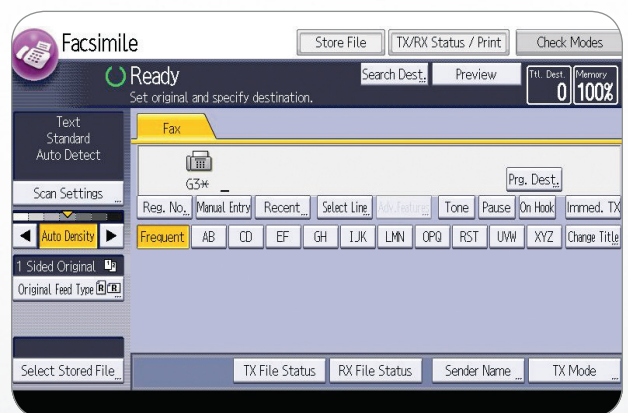 Facsimile
Store File TX/RX Status / Print Check Modes
Ready
Search Dest. Preview Ttl. Dest. 0 Memory 100%
Set original and specify destination.
Text
Standard
Auto Detect
Fax
G3* _
Prg. Dest.
Scan Settings
Reg. No. Manual Entry Recent Select Line Adv.Features Tone Pause On Hook Immed. TX
Auto Density
Frequent AB CD EF GH IJK LMN OPQ RST UVW XYZ Change Title
1 Sided Original
Original Feed Type
Select Stored File TX File Status RX File Status Sender Name TX Mode